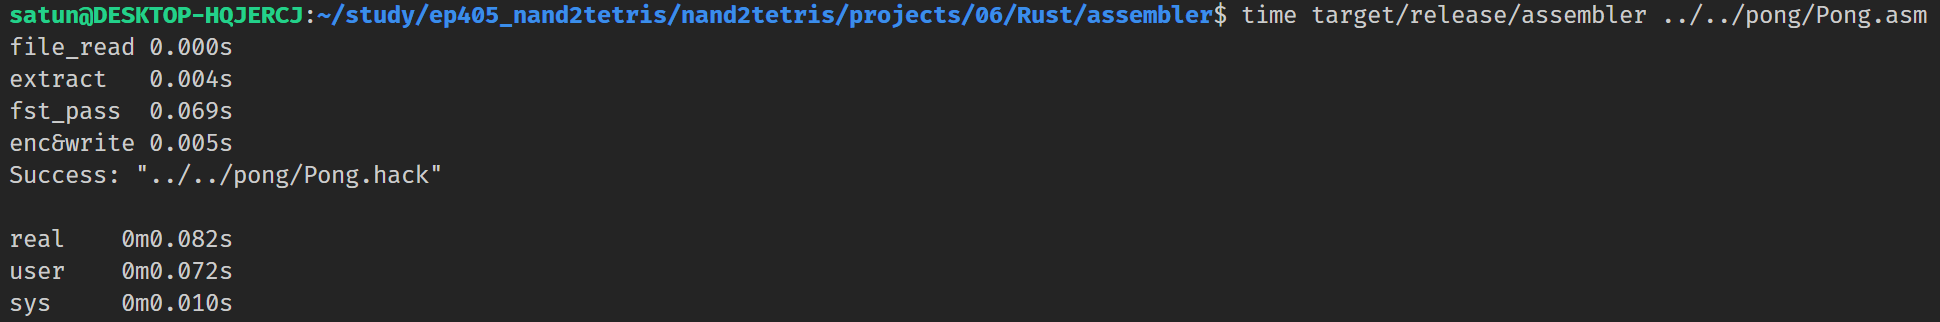 satun@DESKTOP-HQJERCJ:~/study/ep405_nand2tetris/nand2tetris/projects/06/Rust/assembler$ time target/release/assembler ../../pong/Pong.asm
file_read 0.000s
extract   0.004s
fst_pass  0.069s
enc&write 0.005s
Success: "../../pong/Pong.hack"

real    0m0.082s
user    0m0.072s
sys     0m0.010s